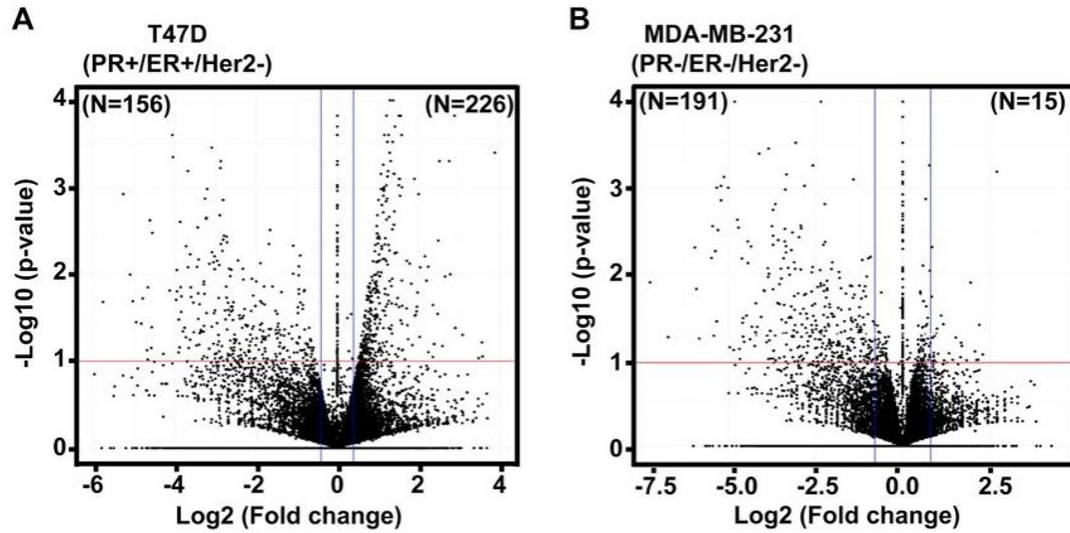 A
T47D
(PR+/ER+/Her2-)
(N=156)
(N=226)
4
3
2
1
0
-Log10 (p-value)
-6
-4
-2
0
2
4
Log2 (Fold change)
B
MDA-MB-231
(PR-/ER-/Her2-)
(N=191)
(N=15)
4
3
2
1
0
-Log10 (p-value)
-7.5
-5.0
-2.5
0.0
2.5
Log2 (Fold change)